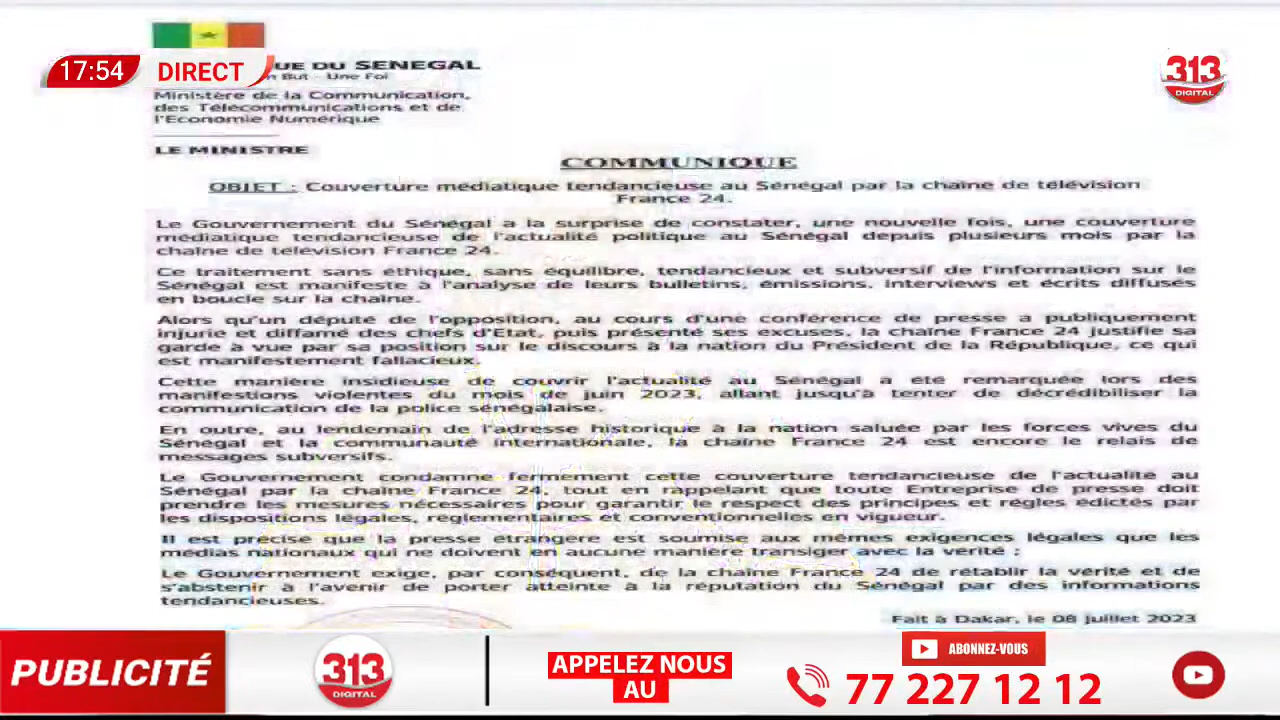 17:54
DIRECT
UE DU SENEGAL
n But - Une Foi
Ministère de la Communication,
des Télécommunications et de
l'Economie Numérique
LE MINISTRE
313
DIGITAL
COMMUNIQUE
OBJET : Couverture médiatique tendancieuse au Sénégal par la chaîne de télévision
France 24.
Le Gouvernement du Sénégal a la surprise de constater, une nouvelle fois, une couverture
médiatique tendancieuse de l'actualité politique au Sénégal depuis plusieurs mois par la
chaîne de télévision France 24.
Ce traitement sans éthique, sans équilibre, tendancieux et subversif de l'information sur le
Sénégal est manifeste à l'analyse de leurs bulletins, émissions, interviews et écrits diffusés
en boucle sur la chaîne.
Alors qu'un député de l'opposition, au cours d'une conférence de presse a publiquement
injurie et diffamé des chefs d'Etat, puis présenté ses excuses, la chaîne France 24 justifie sa
garde à vue par sa position sur le discours à la nation du Président de la République, ce qui
est manifestement fallacieux.
Cette manière insidieuse de couvrir l'actualité au Sénégal a été remarquée lors des
manifestions violentes du mois de juin 2023, allant jusqu'à tenter de décrédibiliser la
communication de la police sénégalaise.
En outre, au lendemain de l'adresse historique à la nation saluée par les forces vives du
Sénégal et la communauté internationale, la chaîne France 24 est encore le relais de
messages subversifs.
Le Gouvernement condamne fermement cette couverture tendancieuse de l'actualité au
Sénégal par la chaîne France 24, tout en rappelant que toute Entreprise de presse doit
prendre les mesures nécessaires pour garantir le respect des principes et règles édictés par
les dispositions légales, réglementaires et conventionnelles en vigueur.
Il est précisé que la presse étrangère est soumise aux mêmes exigences légales que les
médias nationaux qui ne doivent en aucune manière transiger avec la vérité ;
Le Gouvernement exige, par conséquent, de la chaîne France 24 de rétablir la vérité et de
s'abstenir à l'avenir de porter atteinte à la réputation du Sénégal par des informations
tendancieuses.
Fait à Dakar, le 08 juillet 2023
PUBLICITÉ
313
DIGITAL
APPELEZ NOUS
AU
ABONNEZ-VOUS
77 227 12 12